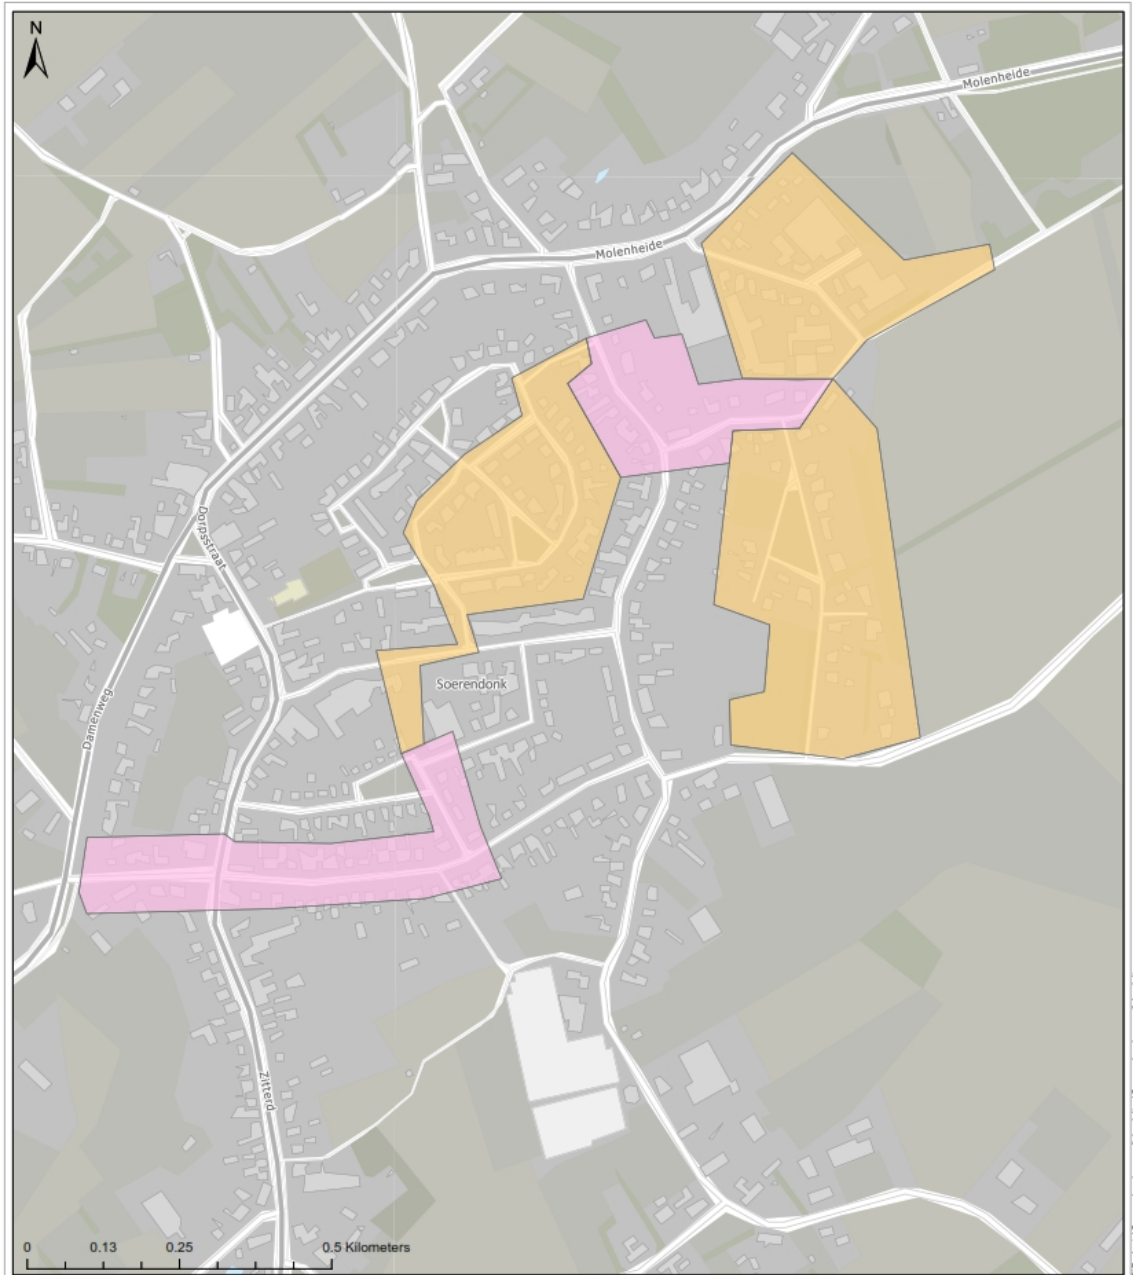 N
Molenheide
Molenheide
Dorpsstraat
Soerendonk
Damenweg
Zitterd
0 0.13 0.25 0.5 Kilometers